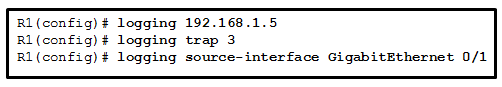 R1(config)# logging 192.168.1.5
R1(config)# logging trap 3
R1(config)# logging source-interface GigabitEthernet 0/1